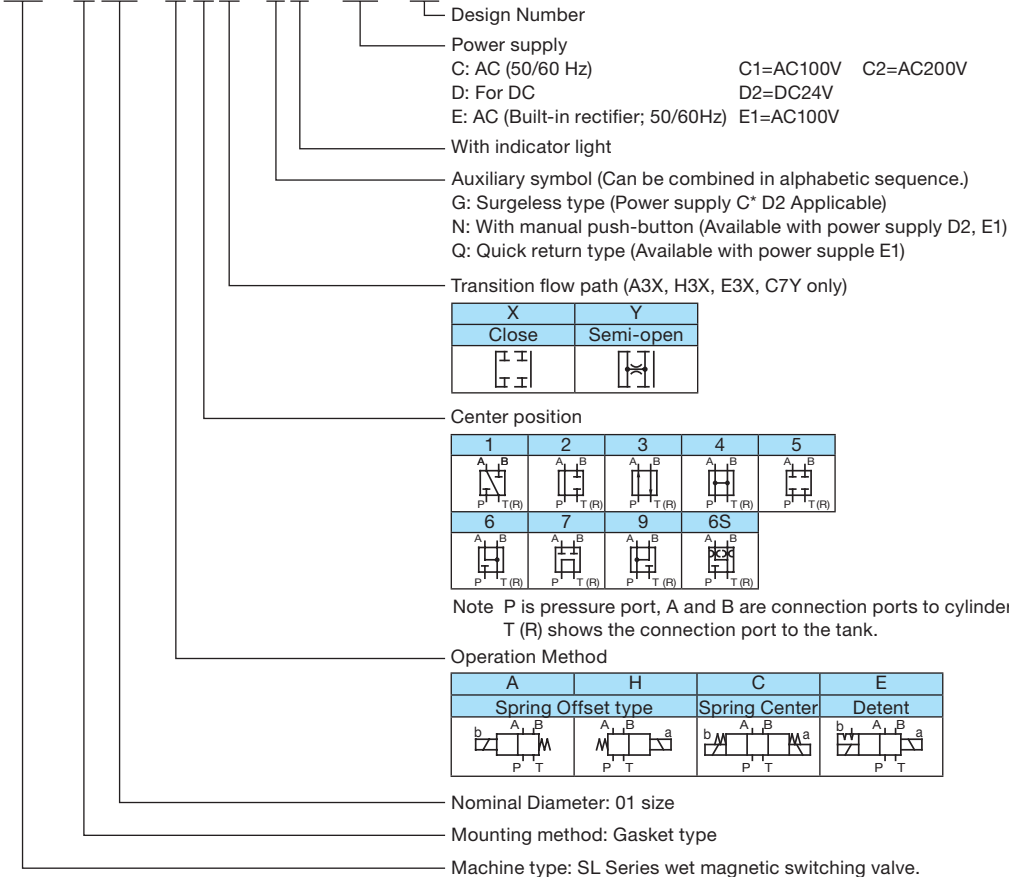 Design Number
Power supply
C: AC (50/60 Hz) C1=AC100V C2=AC200V
D: For DC D2=DC24V
E: AC (Built-in rectifier; 50/60Hz) E1=AC100V
With indicator light
Auxiliary symbol (Can be combined in alphabetic sequence.)
G: Surgeless type (Power supply C* D2 Applicable)
N: With manual push-button (Available with power supply D2, E1)
Q: Quick return type (Available with power supple E1)
Transition flow path (A3X, H3X, E3X, C7Y only)
X Y
Close Semi-open
Center position
1 2 3 4 5
A B A B A B A B A B
P T(R) P T(R) P T(R) P T(R) P T(R)
6 7 9 6S
A B A B A B A B
P T(R) P T(R) P T(R) P T(R)
Note P is pressure port, A and B are connection ports to cylinder
T (R) shows the connection port to the tank.
Operation Method
A H C E
Spring Offset type Spring Center Detent
b A B A B a b A B a b A B a
P T P T P T P T
Nominal Diameter: 01 size
Mounting method: Gasket type
Machine type: SL Series wet magnetic switching valve.